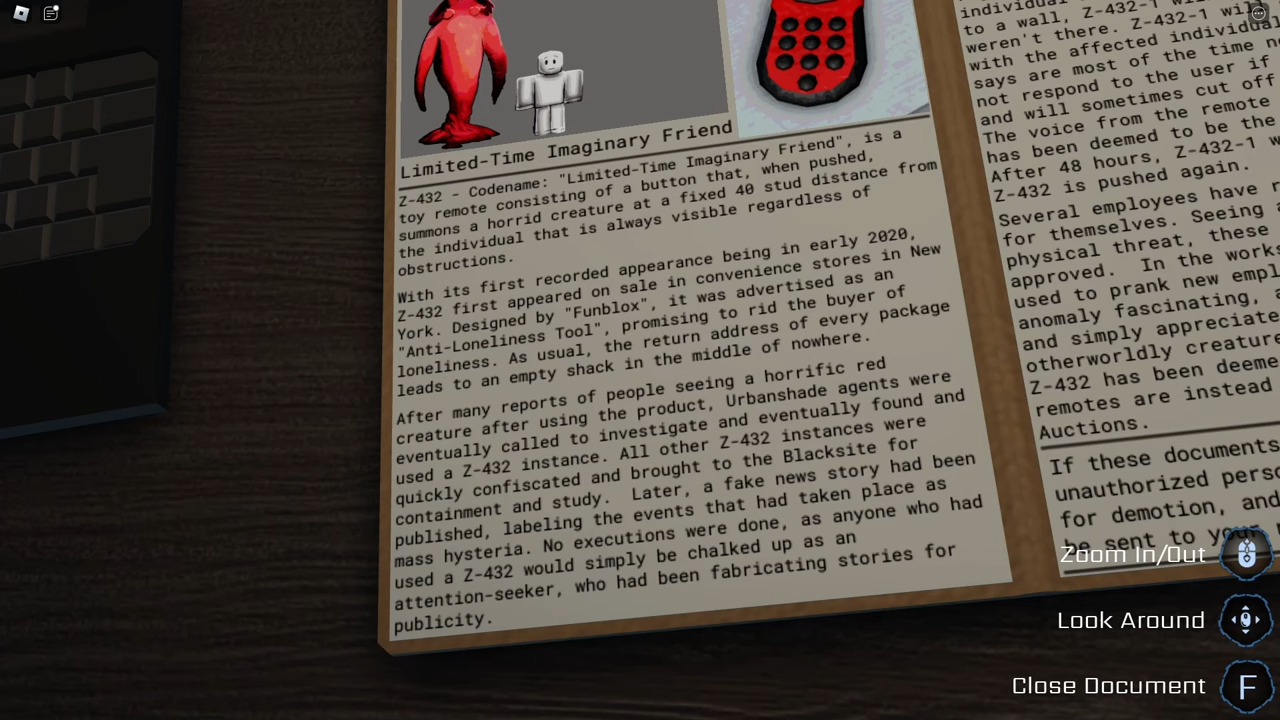 Limited-Time Imaginary Friend
Z-432 - Codename: "Limited-Time Imaginary Friend", is a
toy remote consisting of a button that, when pushed,
summons a horrid creature at a fixed 40 stud distance from
the individual that is always visible regardless of
obstructions.
With its first recorded appearance being in early 2020,
Z-432 first appeared on sale in convenience stores in New
York. Designed by "Funblox", it was advertised as an
"Anti-Loneliness Tool", promising to rid the buyer of
loneliness. As usual, the return address of every package
leads to an empty shack in the middle of nowhere.
After many reports of people seeing a horrific red
creature after using the product, Urbanshade agents were
eventually called to investigate and eventually found and
used a Z-432 instance. All other Z-432 instances were
quickly confiscated and brought to the Blacksite for
containment and study. Later, a fake news story had been
published, labeling the events that had taken place as
mass hysteria. No executions were done, as anyone who had
used a Z-432 would simply be chalked up as an
attention-seeker, who had been fabricating stories for
publicity.
individual
to a wall, Z-432-1 will
weren't there. Z-432-1 will
with the affected individual
says are most of the time n
not respond to the user if
and will sometimes cut off
The voice from the remote
has been deemed to be the
After 48 hours, Z-432-1 w
Z-432 is pushed again.
Several employees have r
for themselves. Seeing a
physical threat, these
approved. In the works
used to prank new empl
anomaly fascinating, a
and simply appreciate
otherworldly creature
Z-432 has been deeme
remotes are instead
Auctions.
If these documents
unauthorized perso
for demotion, and
be sent to your
Zoom In/Out
Look Around
Close Document F